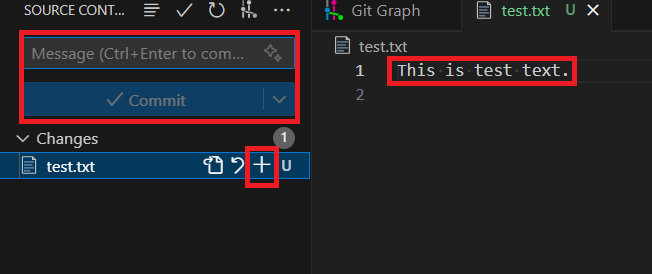 SOURCE CONT...
Git Graph
test.txt U
Message (Ctrl+Enter to com...
Commit
Changes 1
test.txt U
test.txt
1 This is test text.
2